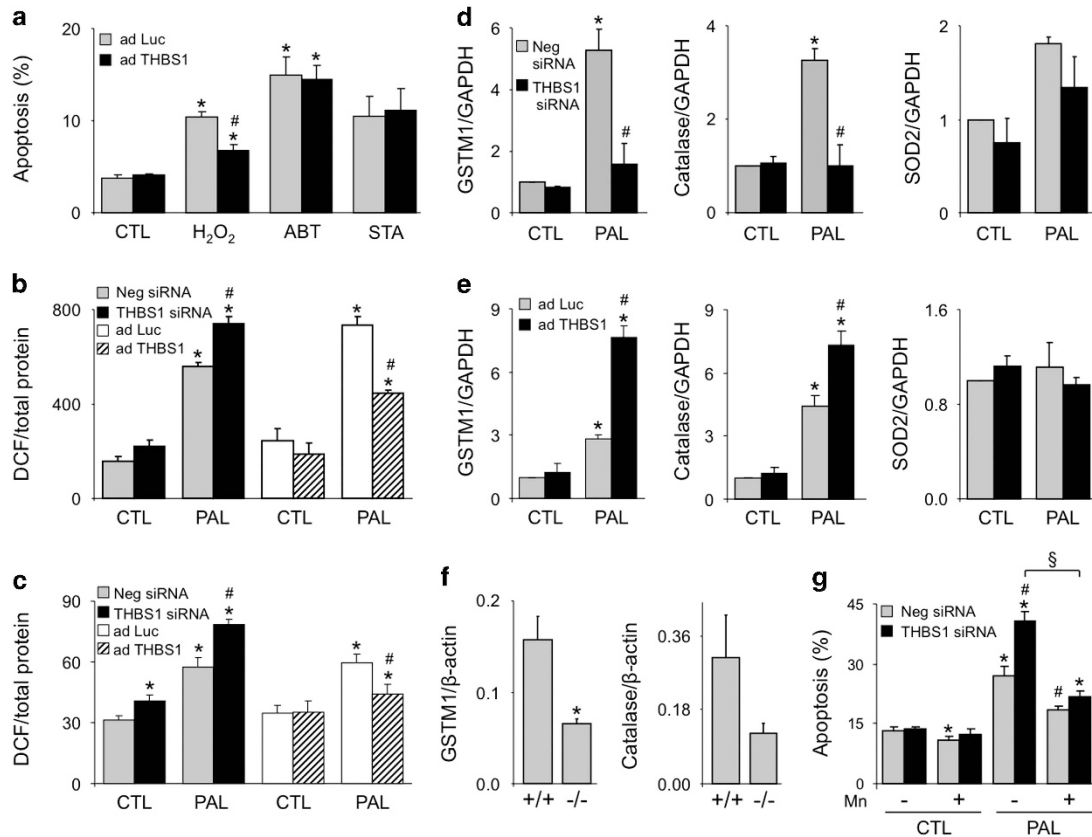 a
Apoptosis (%)
20
10
0
ad Luc
ad THBS1
*
#
*
*
*
CTL
H₂O₂
ABT
STA
b
DCF/total protein
800
400
0
Neg siRNA
THBS1 siRNA
ad Luc
ad THBS1
*
#
*
*
#
*
CTL
PAL
CTL
PAL
c
DCF/total protein
90
60
30
0
Neg siRNA
THBS1 siRNA
ad Luc
ad THBS1
*
*
#
*
*
#
*
CTL
PAL
CTL
PAL
d
GSTM1/GAPDH
6
4
2
0
Neg
siRNA
THBS1
siRNA
*
#
CTL
PAL
Catalase/GAPDH
4
3
2
1
0
*
#
CTL
PAL
SOD2/GAPDH
2
1
0
CTL
PAL
e
GSTM1/GAPDH
9
6
3
0
ad Luc
ad THBS1
*
#
*
CTL
PAL
Catalase/GAPDH
9
6
3
0
*
#
*
CTL
PAL
SOD2/GAPDH
1.6
0.8
0.0
CTL
PAL
f
GSTM1/β-actin
0.2
0.1
0.0
*
+/+
-/-
Catalase/β-actin
0.36
0.18
0.00
+/+
-/-
g
Apoptosis (%)
45
30
15
0
Neg siRNA
THBS1 siRNA
§
*
*
#
*
#
*
Mn
-
+
-
+
CTL
PAL